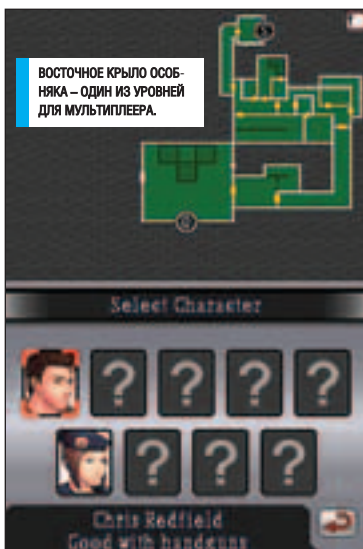 ВОСТОЧНОЕ КРЫЛО ОСОБ-
НЯКА – ОДИН ИЗ УРОВНЕЙ
ДЛЯ МУЛЬТИПЛЕЕРА.
Select Character
? ? ? ?
? ? ?
Chris Redfield
Good with handguns